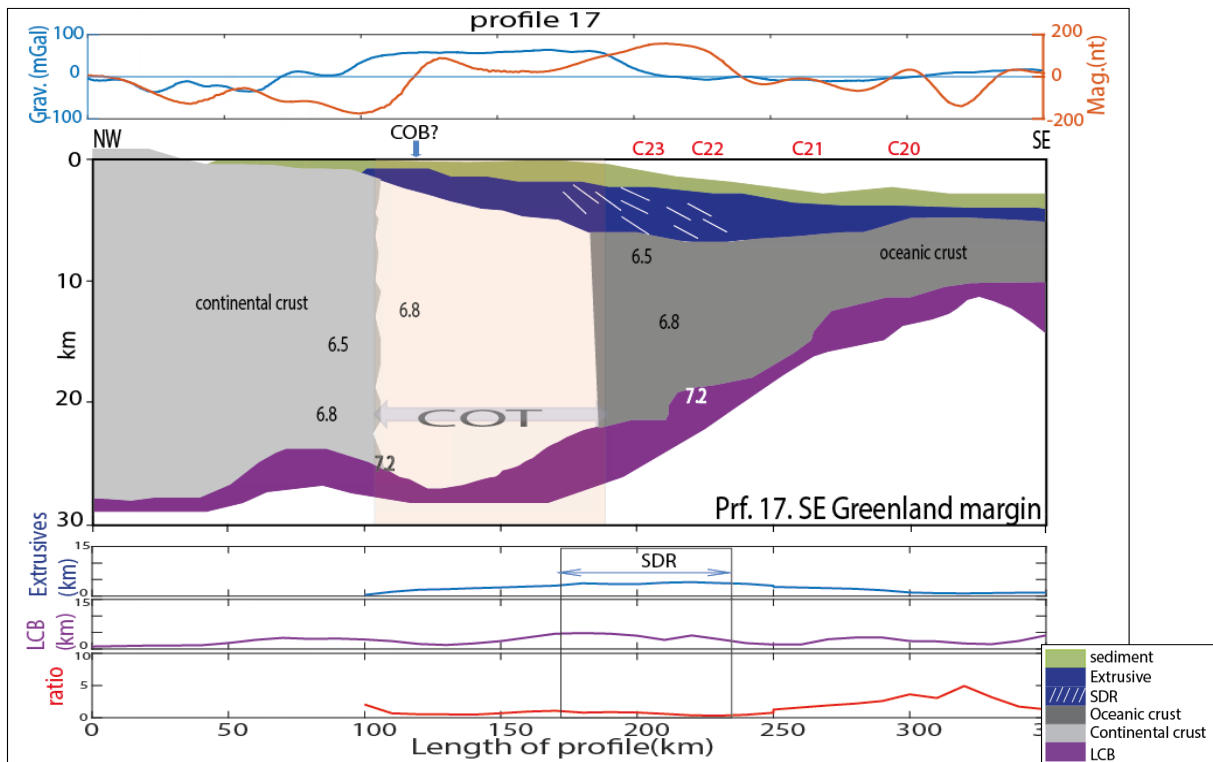 profile 17
100
0
-100
Grav. (mGal)
200
0
-200
Mag.(nt)
NW
COB?
C23
C22
C21
C20
SE
0
10
20
30
km
continental crust
6.5
6.8
7.2
6.8
COT
6.5
6.8
7.2
oceanic crust
Prf. 17. SE Greenland margin
Extrusives
(km)
15
0
SDR
LCB
(km)
15
0
ratio
10
5
0
0
50
100
150
200
250
300
Length of profile(km)
sediment
Extrusive
SDR
Oceanic crust
Continental crust
LCB